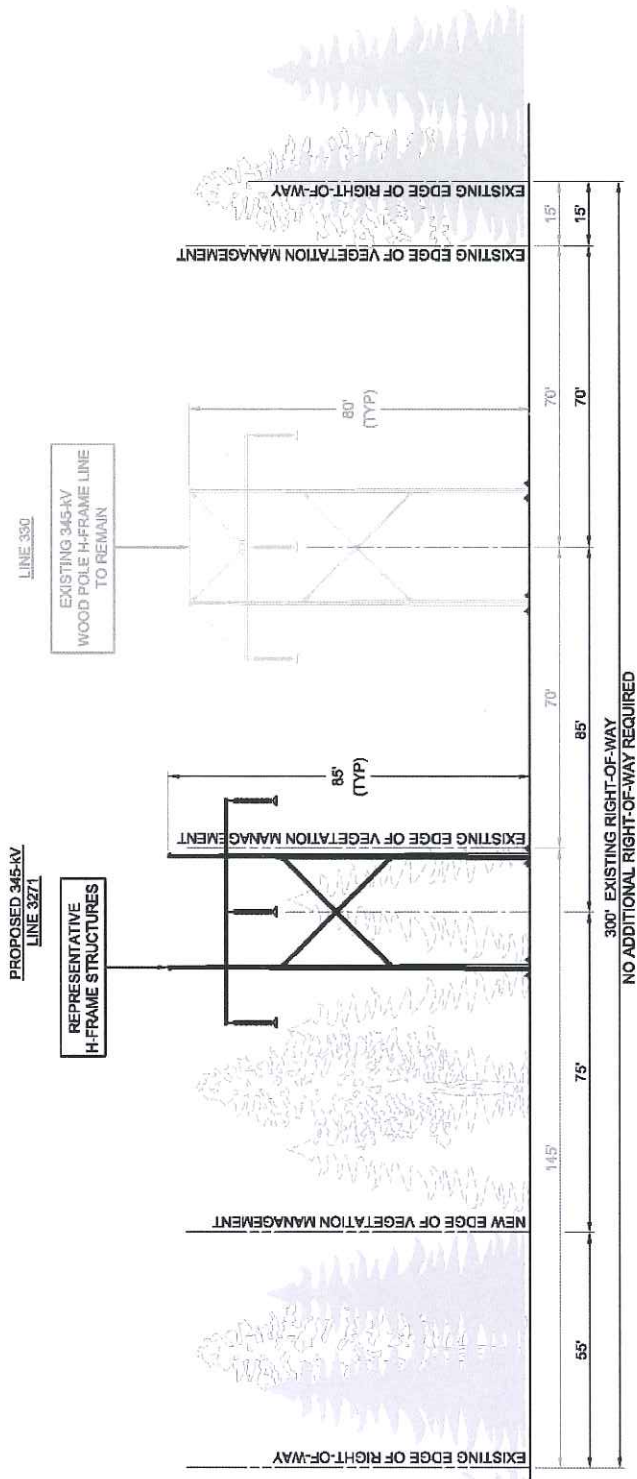 PROPOSED 345-kV
LINE 3271
REPRESENTATIVE
H-FRAME STRUCTURES
LINE 330
EXISTING 345-kV
WOOD POLE H-FRAME LINE
TO REMAIN
EXISTING EDGE OF RIGHT-OF-WAY
NEW EDGE OF VEGETATION MANAGEMENT
EXISTING EDGE OF VEGETATION MANAGEMENT
85'
(TYP)
80'
(TYP)
EXISTING EDGE OF VEGETATION MANAGEMENT
EXISTING EDGE OF RIGHT-OF-WAY
145'
70'
70'
15'
55'
75'
85'
70'
15'
300' EXISTING RIGHT-OF-WAY
NO ADDITIONAL RIGHT-OF-WAY REQUIRED